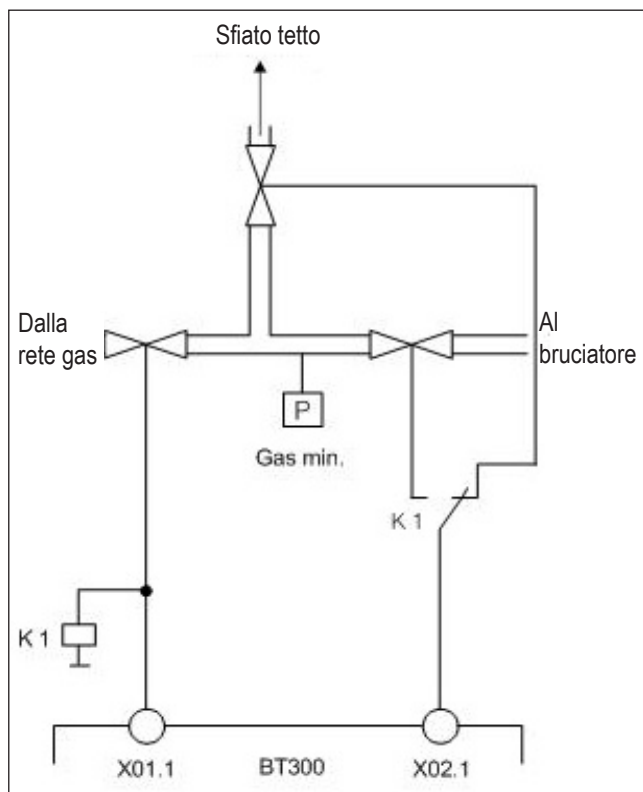 Sfiato tetto
Dalla
rete gas
Al
bruciatore
P
Gas min.
K 1
K 1
X01.1
BT300
X02.1